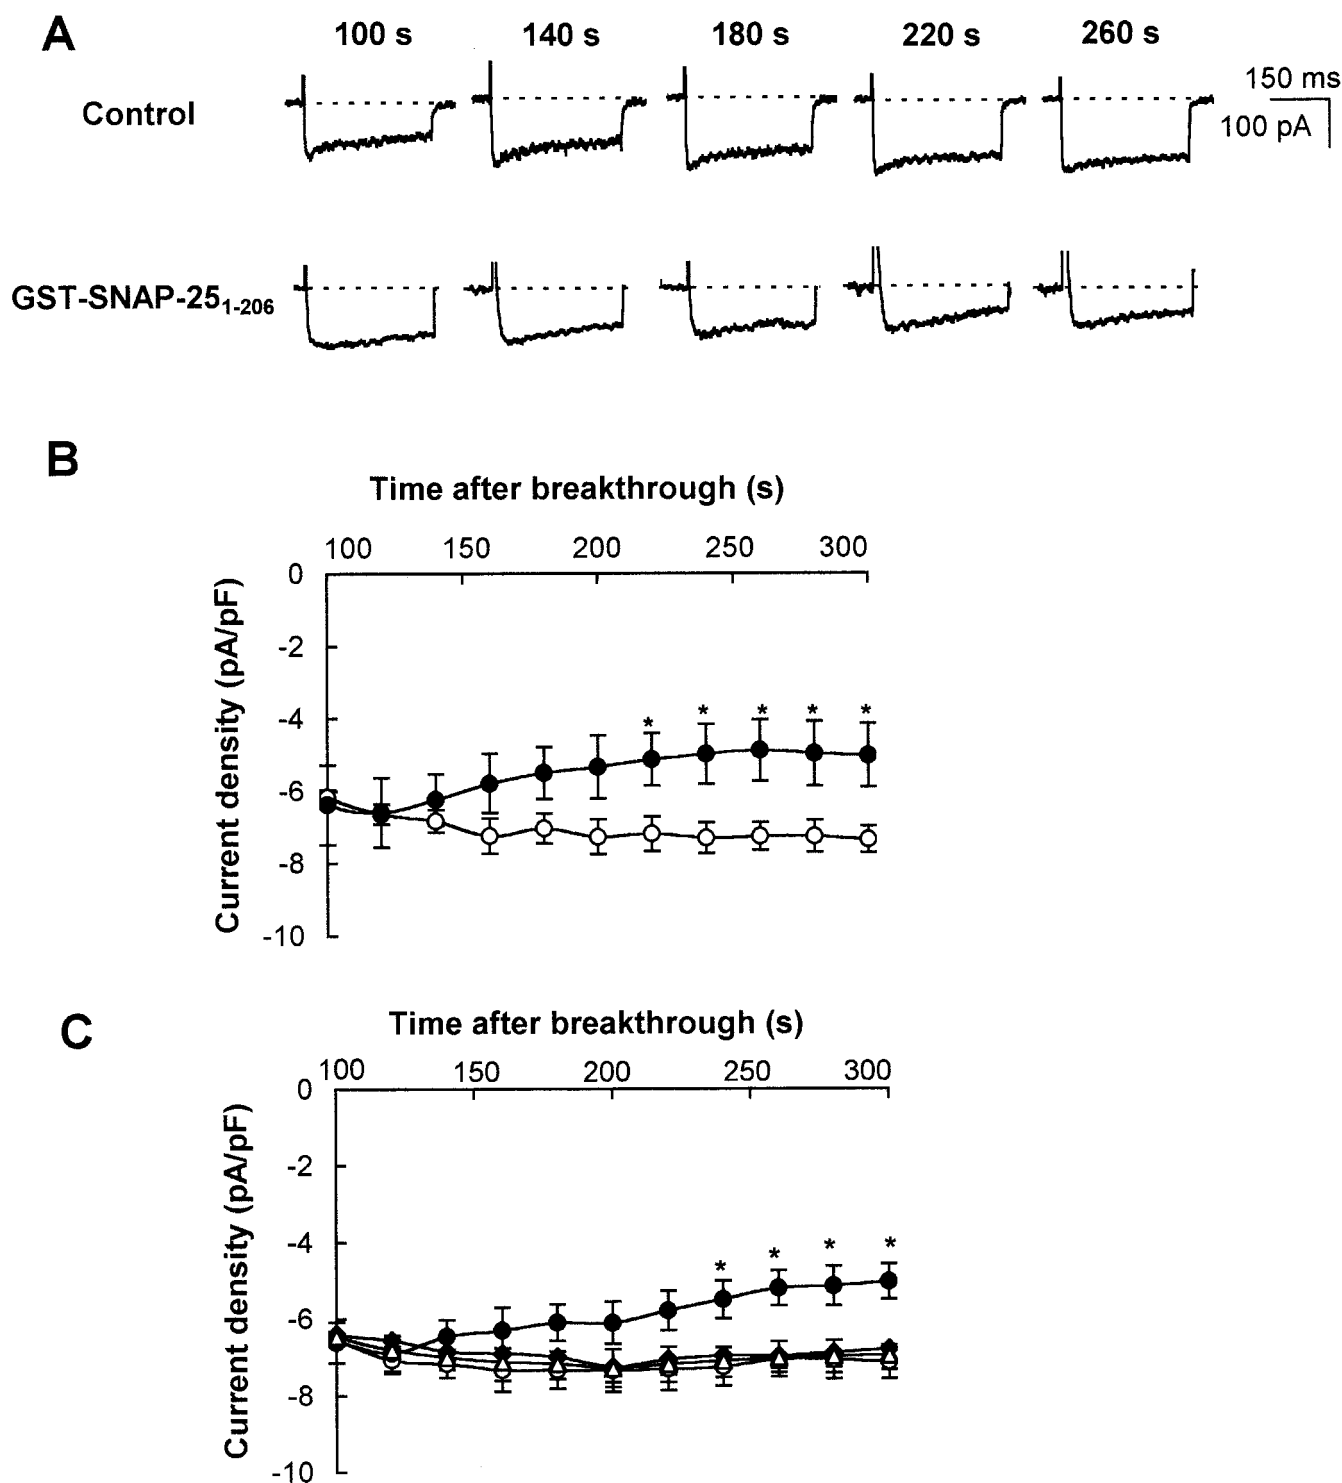 A
100 s 140 s 180 s 220 s 260 s
Control
150 ms
100 pA
GST-SNAP-25₁₋₂₀₆
B
Time after breakthrough (s)
100 150 200 250 300
Current density (pA/pF)
0
-2
-4
* * * * *
-6
-8
-10
C
Time after breakthrough (s)
100 150 200 250 300
Current density (pA/pF)
0
-2
-4
* * * *
-6
-8
-10